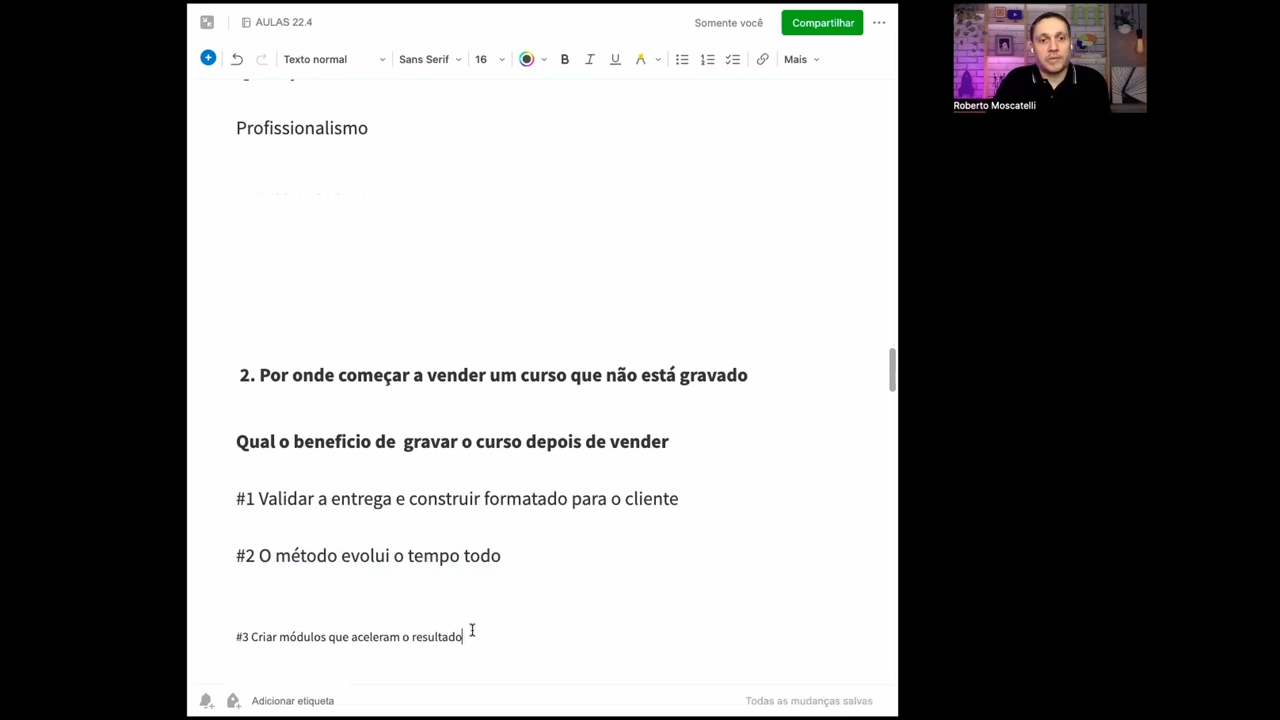 AULAS 22.4
Somente você
Compartilhar
Texto normal
Sans Serif
16
B
I
U
A
Mais
Roberto Moscatelli
Profissionalismo
2. Por onde começar a vender um curso que não está gravado
Qual o beneficio de  gravar o curso depois de vender
#1 Validar a entrega e construir formatado para o cliente
#2 O método evolui o tempo todo
#3 Criar módulos que aceleram o resultado
Adicionar etiqueta
Todas as mudanças salvas